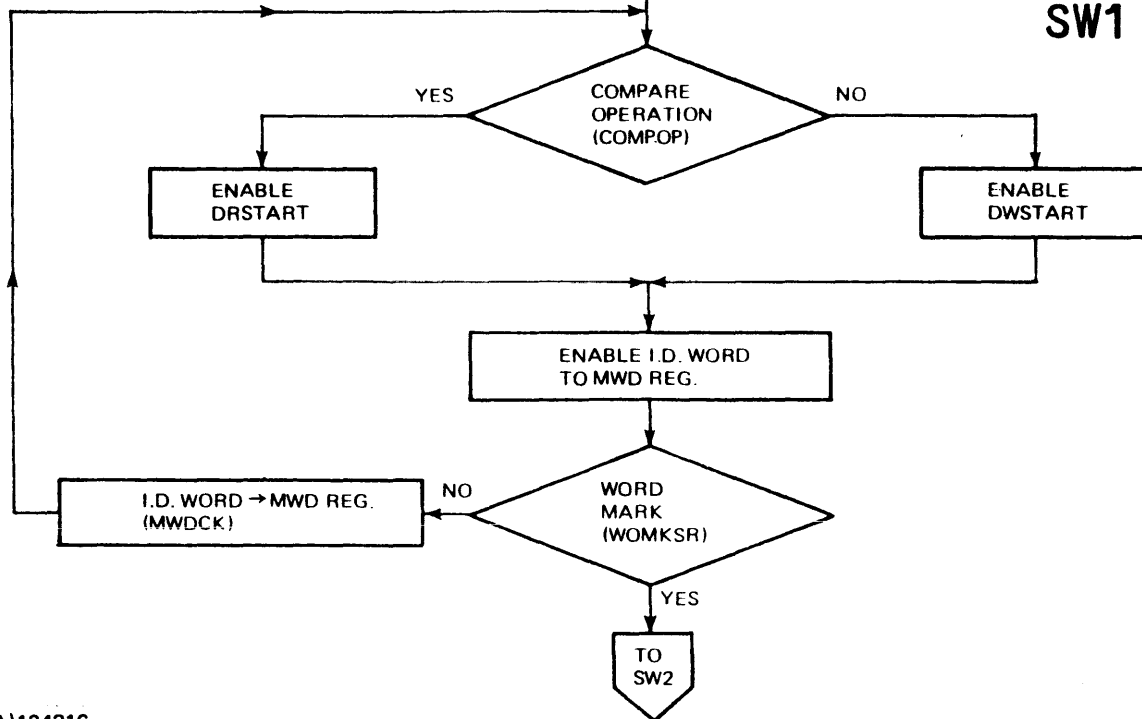 SW1
COMPARE
OPERATION
(COMP.OP)
YES
NO
ENABLE
DRSTART
ENABLE
DWSTART
ENABLE I.D. WORD
TO MWD REG.
WORD
MARK
(WOMKSR)
NO
I.D. WORD → MWD REG.
(MWDCK)
YES
TO
SW2